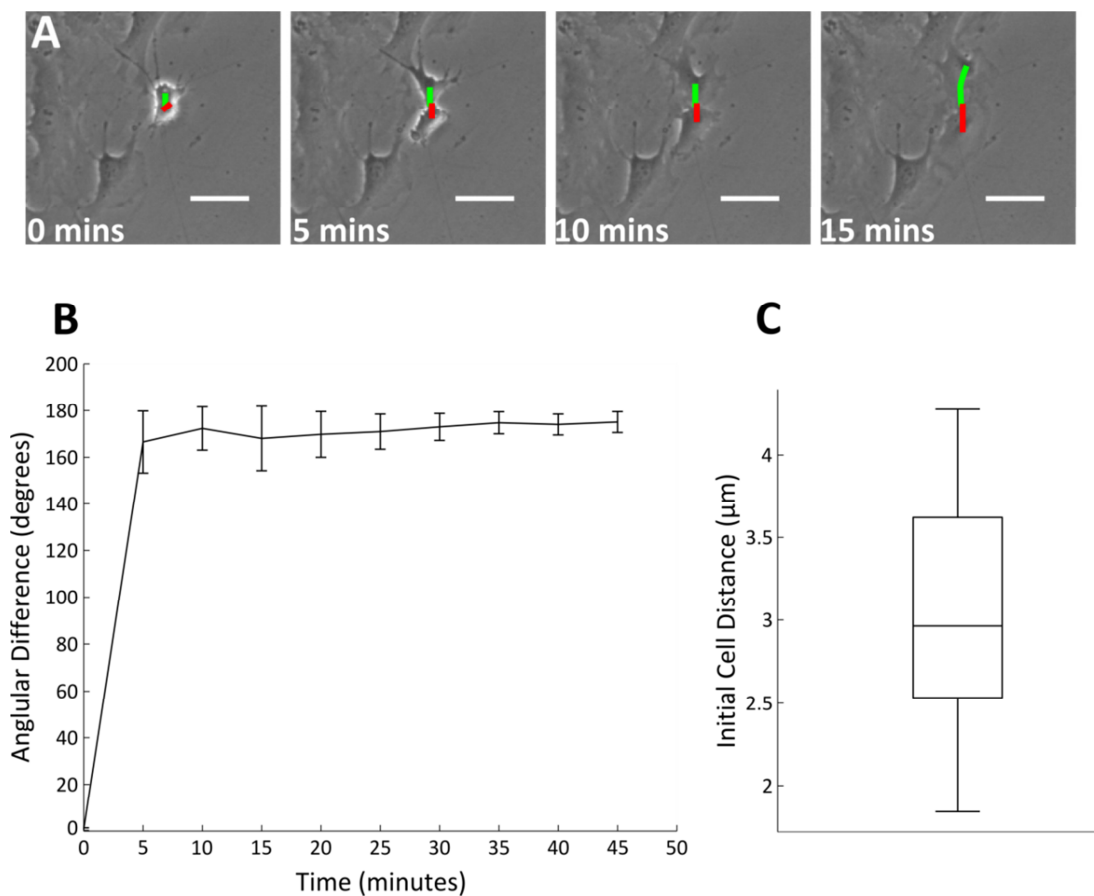 A
0 mins
5 mins
10 mins
15 mins
B
200
180
160
140
120
100
80
60
40
20
0
Anglular Difference (degrees)
0 5 10 15 20 25 30 35 40 45 50
Time (minutes)
C
4
3.5
3
2.5
2
Initial Cell Distance (µm)